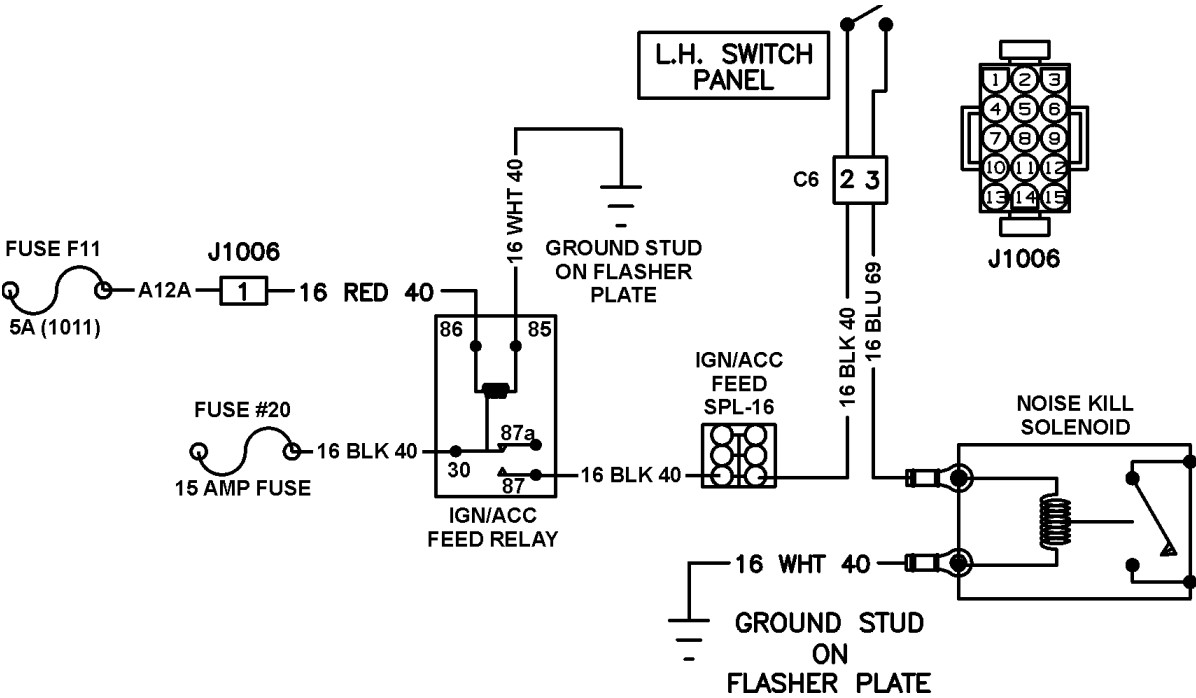 L.H. SWITCH
PANEL
1 2 3
4 5 6
7 8 9
10 11 12
13 14 15
J1006
C6
2 3
16 WHT 40
GROUND STUD
ON FLASHER
PLATE
FUSE F11
5A (1011)
A12A
J1006
1
16 RED 40
86
85
16 BLK 40
16 BLU 69
FUSE #20
15 AMP FUSE
16 BLK 40
30
87a
87
IGN/ACC
FEED RELAY
16 BLK 40
IGN/ACC
FEED
SPL-16
NOISE KILL
SOLENOID
16 WHT 40
GROUND STUD
ON
FLASHER PLATE